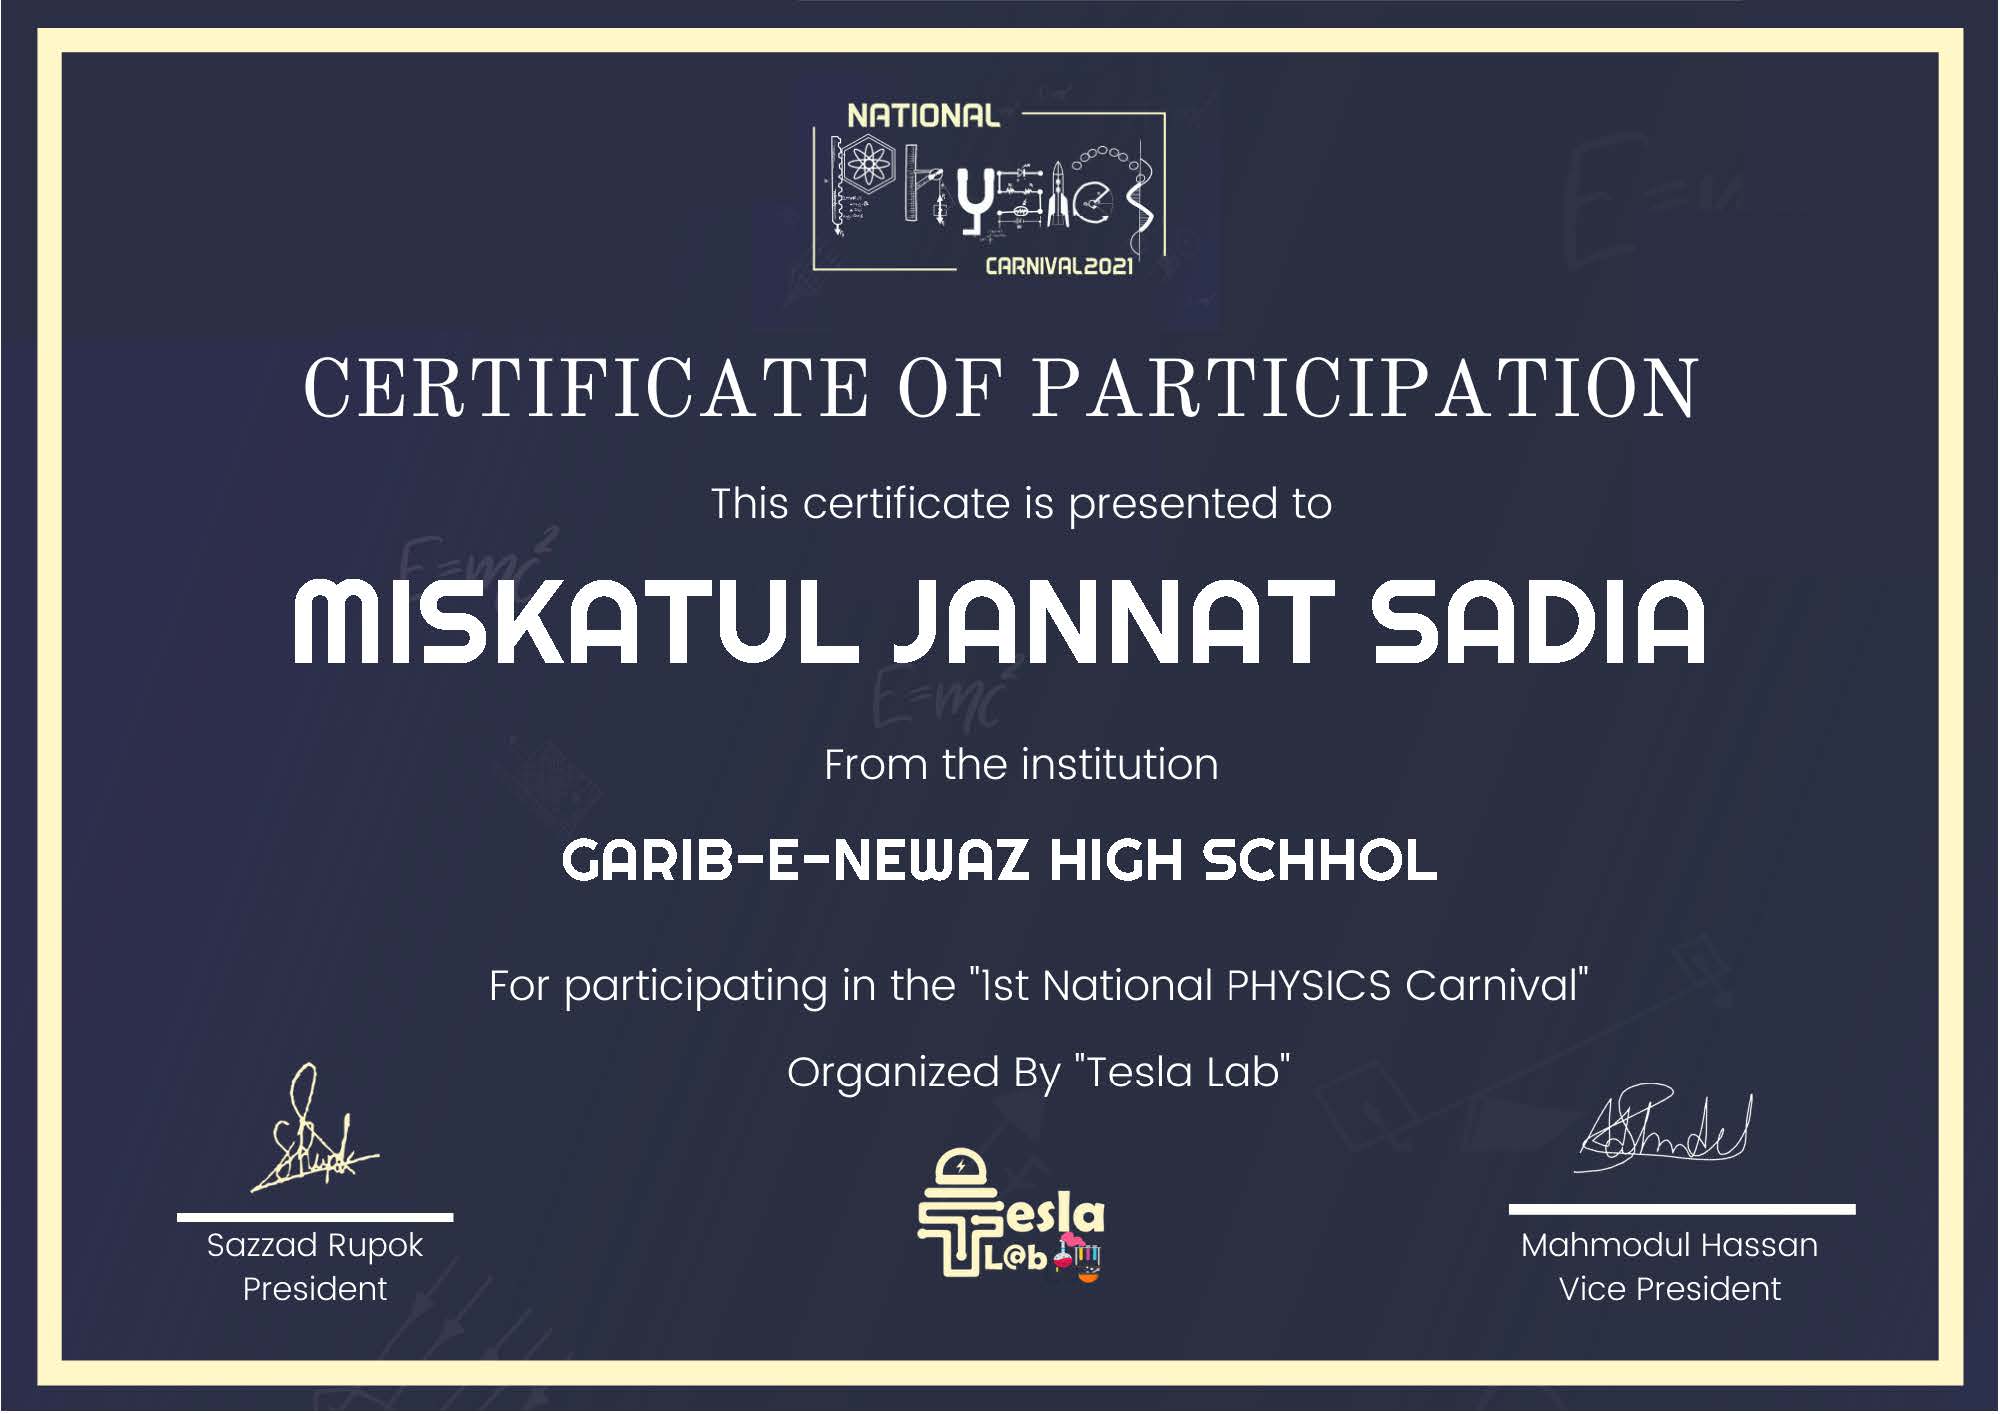 NATIONAL
Physics
CARNIVAL2021
CERTIFICATE OF PARTICIPATION
This certificate is presented to
E=mc²
MISKATUL JANNAT SADIA
E=mc²
From the institution
GARIB-E-NEWAZ HIGH SCHHOL
For participating in the "1st National PHYSICS Carnival"
Organized By "Tesla Lab"
Tesla
L@b
Sazzad Rupok
President
Mahmodul Hassan
Vice President